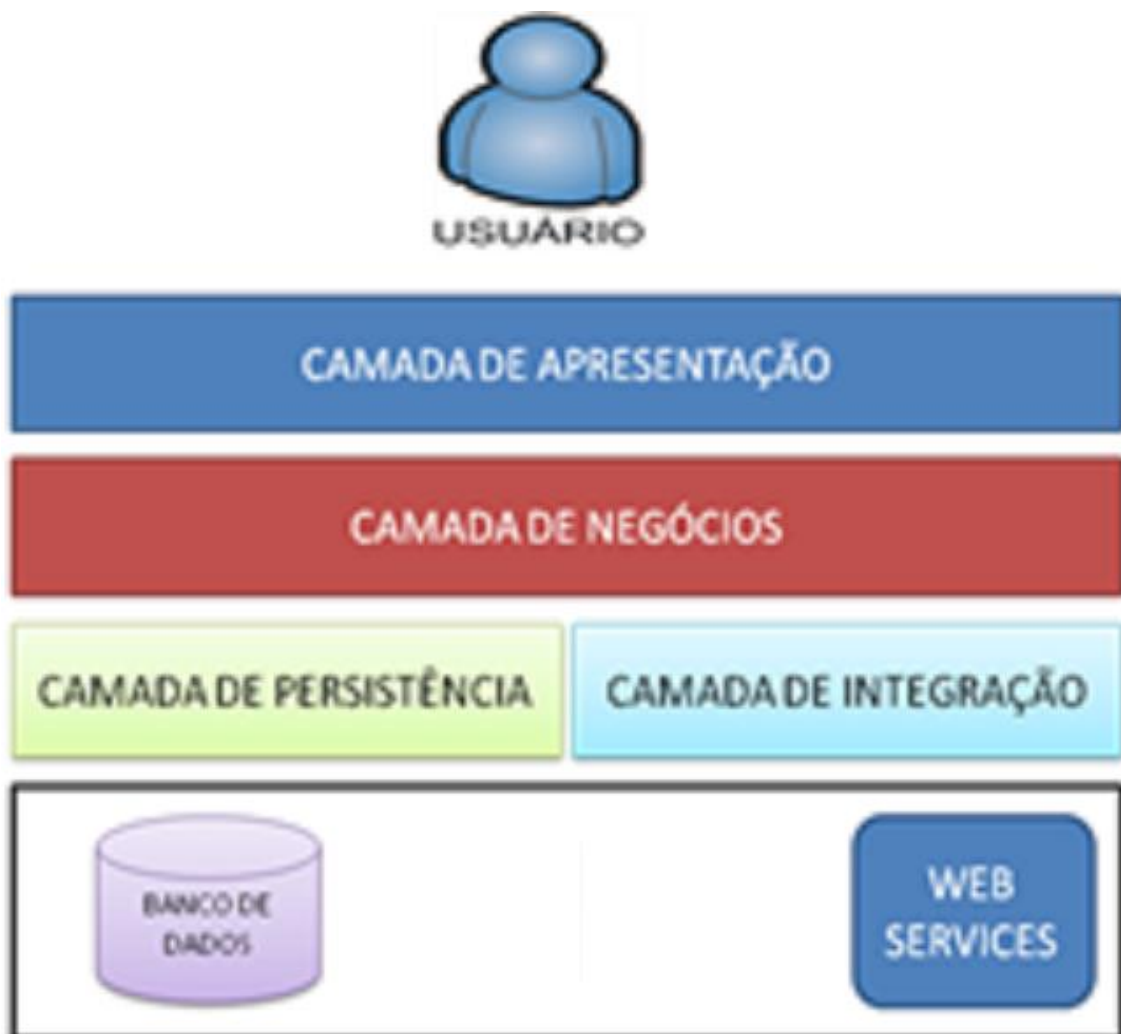 USUÁRIO
CAMADA DE APRESENTAÇÃO
CAMADA DE NEGÓCIOS
CAMADA DE PERSISTÊNCIA
CAMADA DE INTEGRAÇÃO
BANCO DE
DADOS
WEB
SERVICES